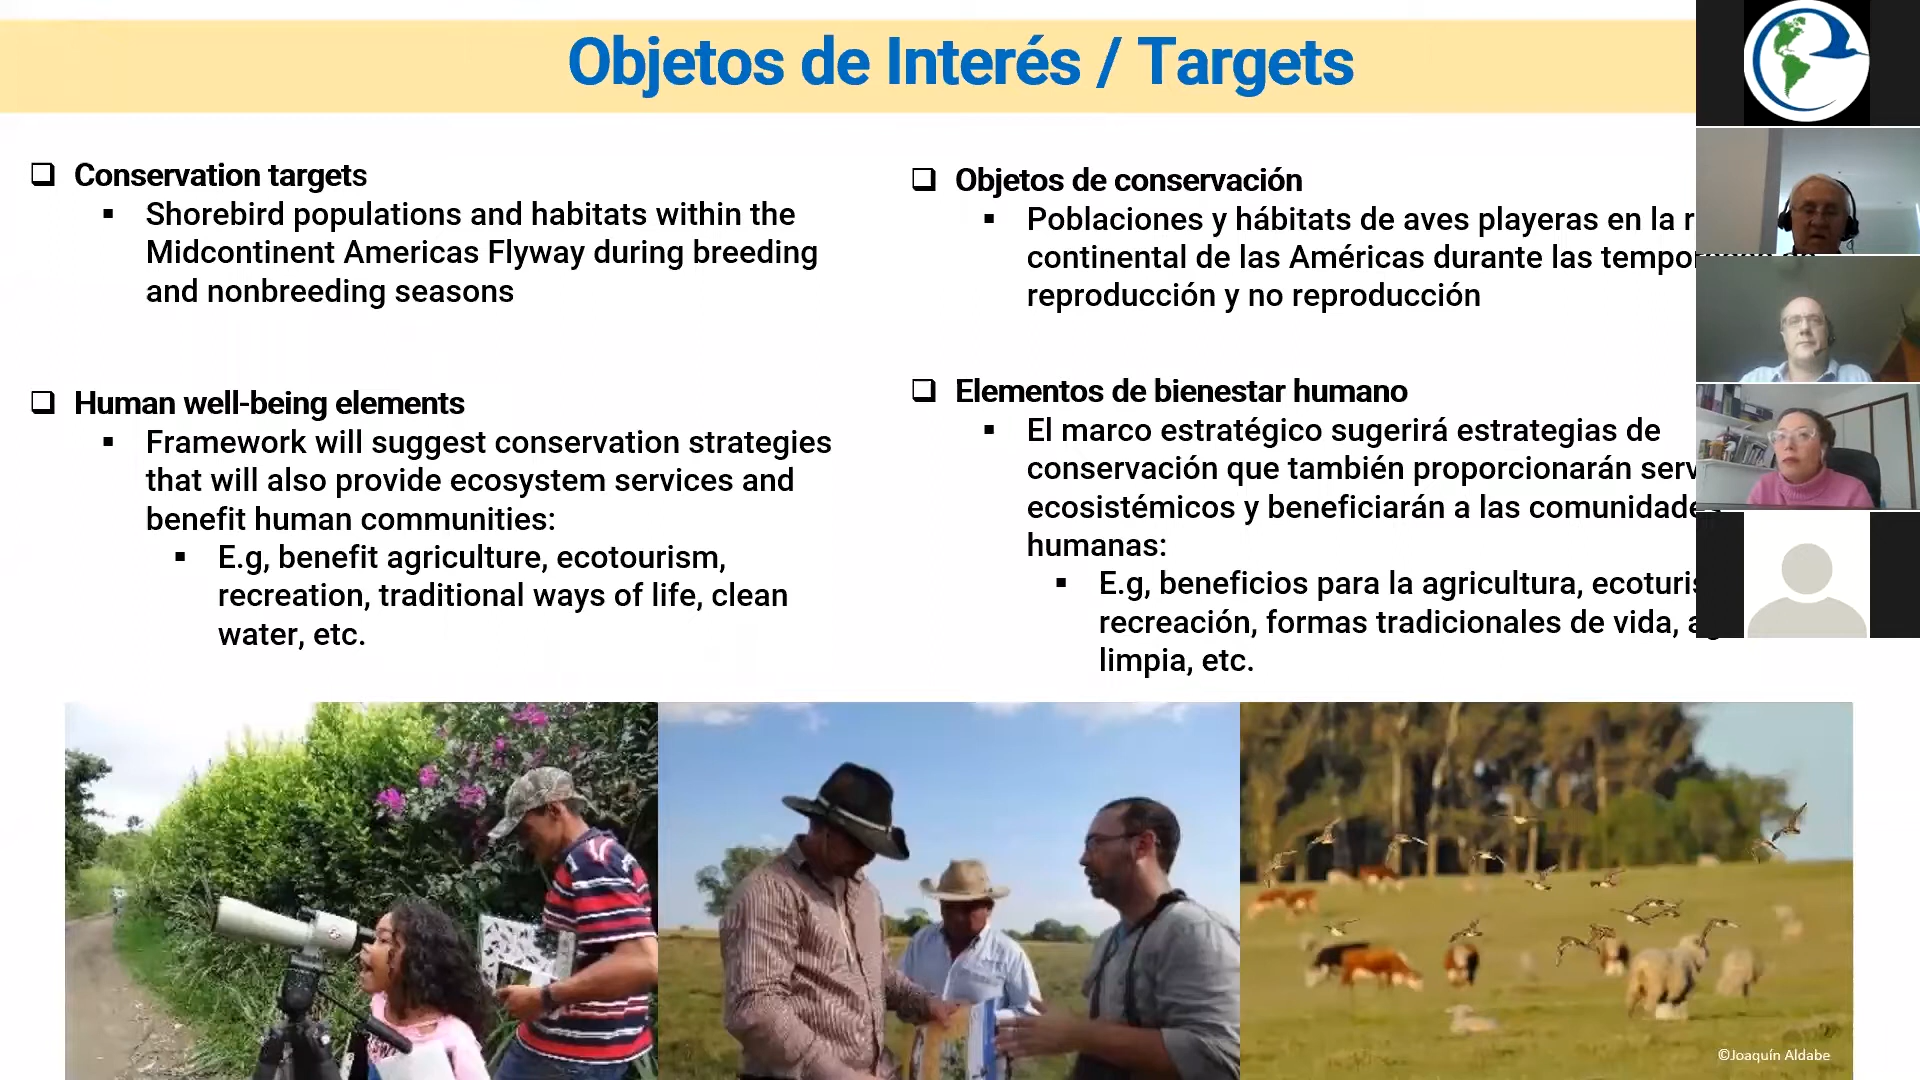 Objetos de Interés / Targets
Conservation targets
Shorebird populations and habitats within the
Midcontinent Americas Flyway during breeding
and nonbreeding seasons
Human well-being elements
Framework will suggest conservation strategies
that will also provide ecosystem services and
benefit human communities:
E.g, benefit agriculture, ecotourism,
recreation, traditional ways of life, clean
water, etc.
Objetos de conservación
Poblaciones y hábitats de aves playeras en la
continental de las Américas durante las
reproducción y no reproducción
Elementos de bienestar humano
El marco estratégico sugerirá estrategias de
conservación que también proporcionarán
ecosistémicos y beneficiarán a las comunidades
humanas:
E.g, beneficios para la agricultura,
recreación, formas tradicionales de vida,
limpia, etc.
©Joaquín Aldabe